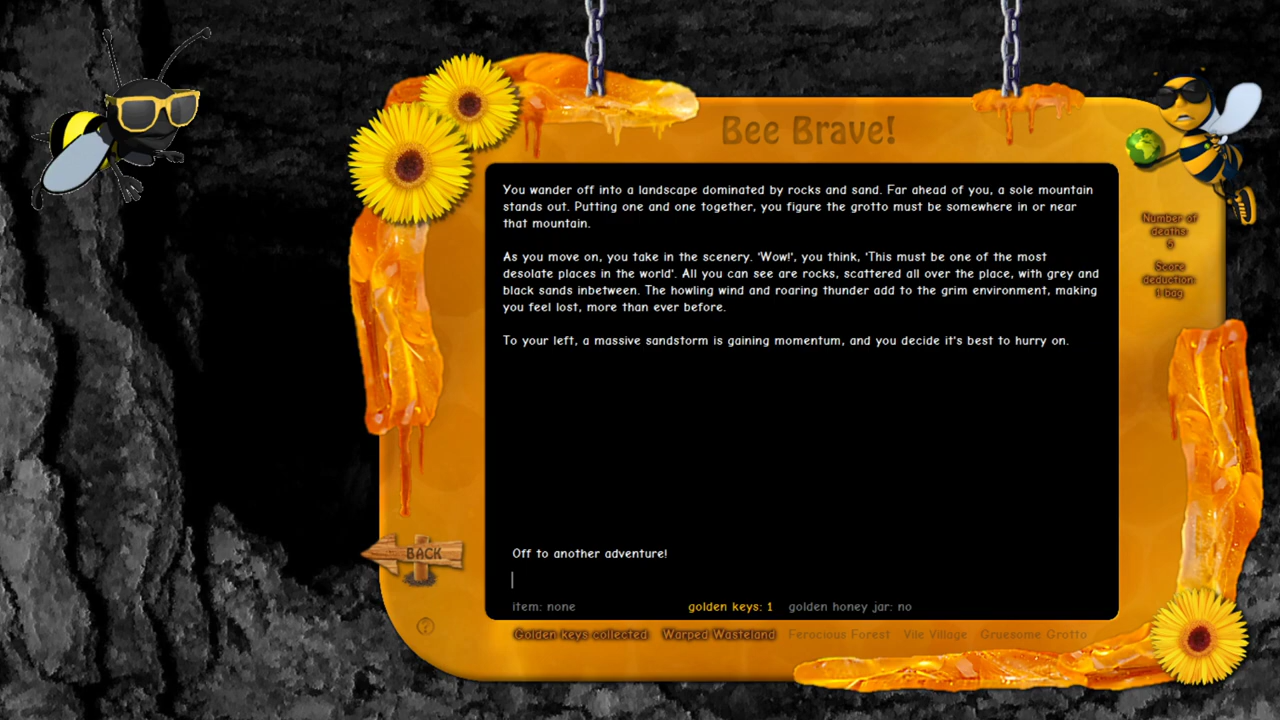 Bee Brave!
You wander off into a landscape dominated by rocks and sand. Far ahead of you, a sole mountain
stands out. Putting one and one together, you figure the grotto must be somewhere in or near
that mountain.
As you move on, you take in the scenery. 'Wow!', you think, 'This must be one of the most
desolate places in the world'. All you can see are rocks, scattered all over the place, with grey and
black sands inbetween. The howling wind and roaring thunder add to the grim environment, making
you feel lost, more than ever before.
To your left, a massive sandstorm is gaining momentum, and you decide it's best to hurry on.
Number of
deaths:
5
Score
deduction:
1 bag
Off to another adventure!
BACK
item: none golden keys: 1 golden honey jar: no
?
Golden keys collected Warped Wasteland Ferocious Forest Vile Village Gruesome Grotto